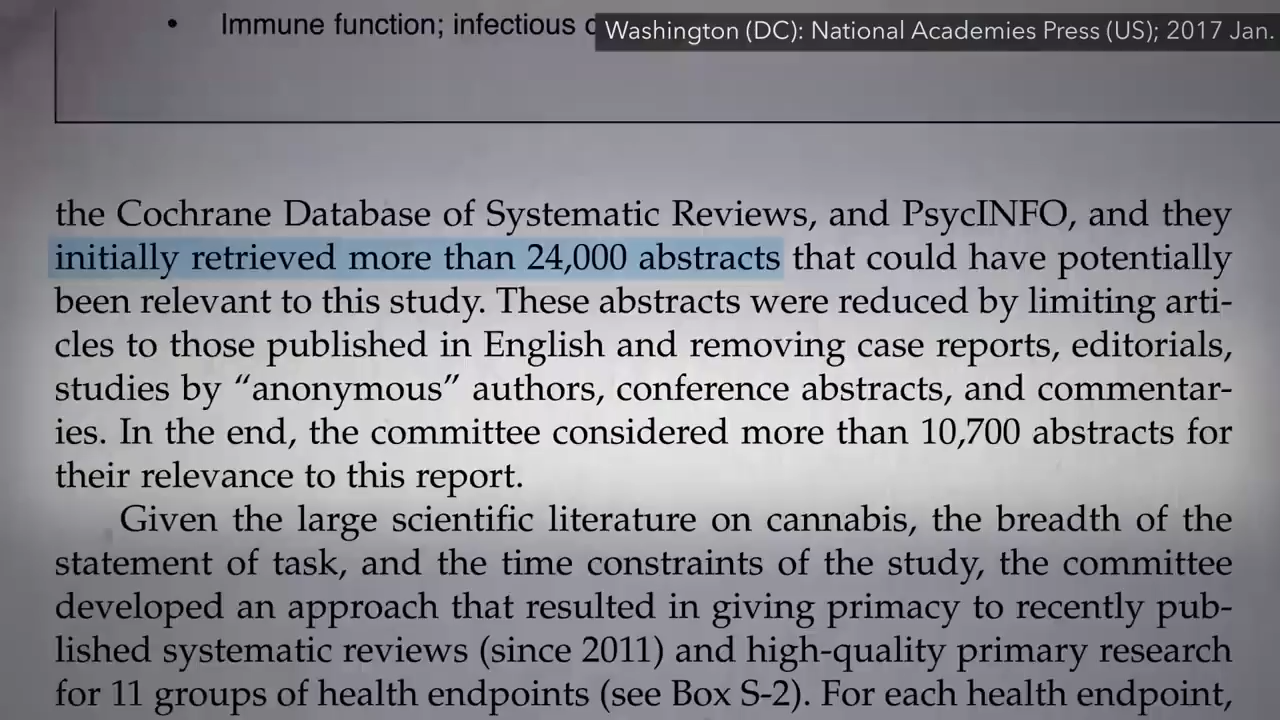 • Immune function; infectious
Washington (DC): National Academies Press (US); 2017 Jan.
the Cochrane Database of Systematic Reviews, and PsycINFO, and they
initially retrieved more than 24,000 abstracts that could have potentially
been relevant to this study. These abstracts were reduced by limiting arti-
cles to those published in English and removing case reports, editorials,
studies by “anonymous” authors, conference abstracts, and commentar-
ies. In the end, the committee considered more than 10,700 abstracts for
their relevance to this report.
Given the large scientific literature on cannabis, the breadth of the
statement of task, and the time constraints of the study, the committee
developed an approach that resulted in giving primacy to recently pub-
lished systematic reviews (since 2011) and high-quality primary research
for 11 groups of health endpoints (see Box S-2). For each health endpoint,